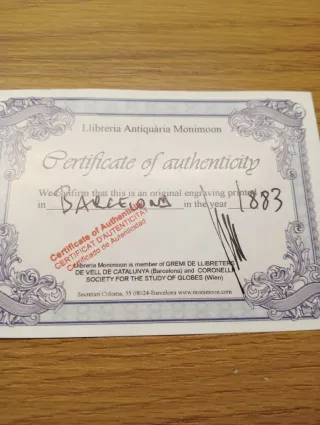 Llibreria Antiquària Monimoon
Certificate of authenticity
We confirm that this is an original engraving printed
in BARCELONA in the year 1883
Certificate of Authenticity
CERTIFICAT D'AUTENTICITAT
Certificado de Autenticidad
Llibreria Monimoon is member of GREMI DE LLIBRETERS
DE VELL DE CATALUNYA (Barcelona) and CORONELLI
SOCIETY FOR THE STUDY OF GLOBES (Wien)
Secretari Coloma, 55 08024-Barcelona www.monimoon.com